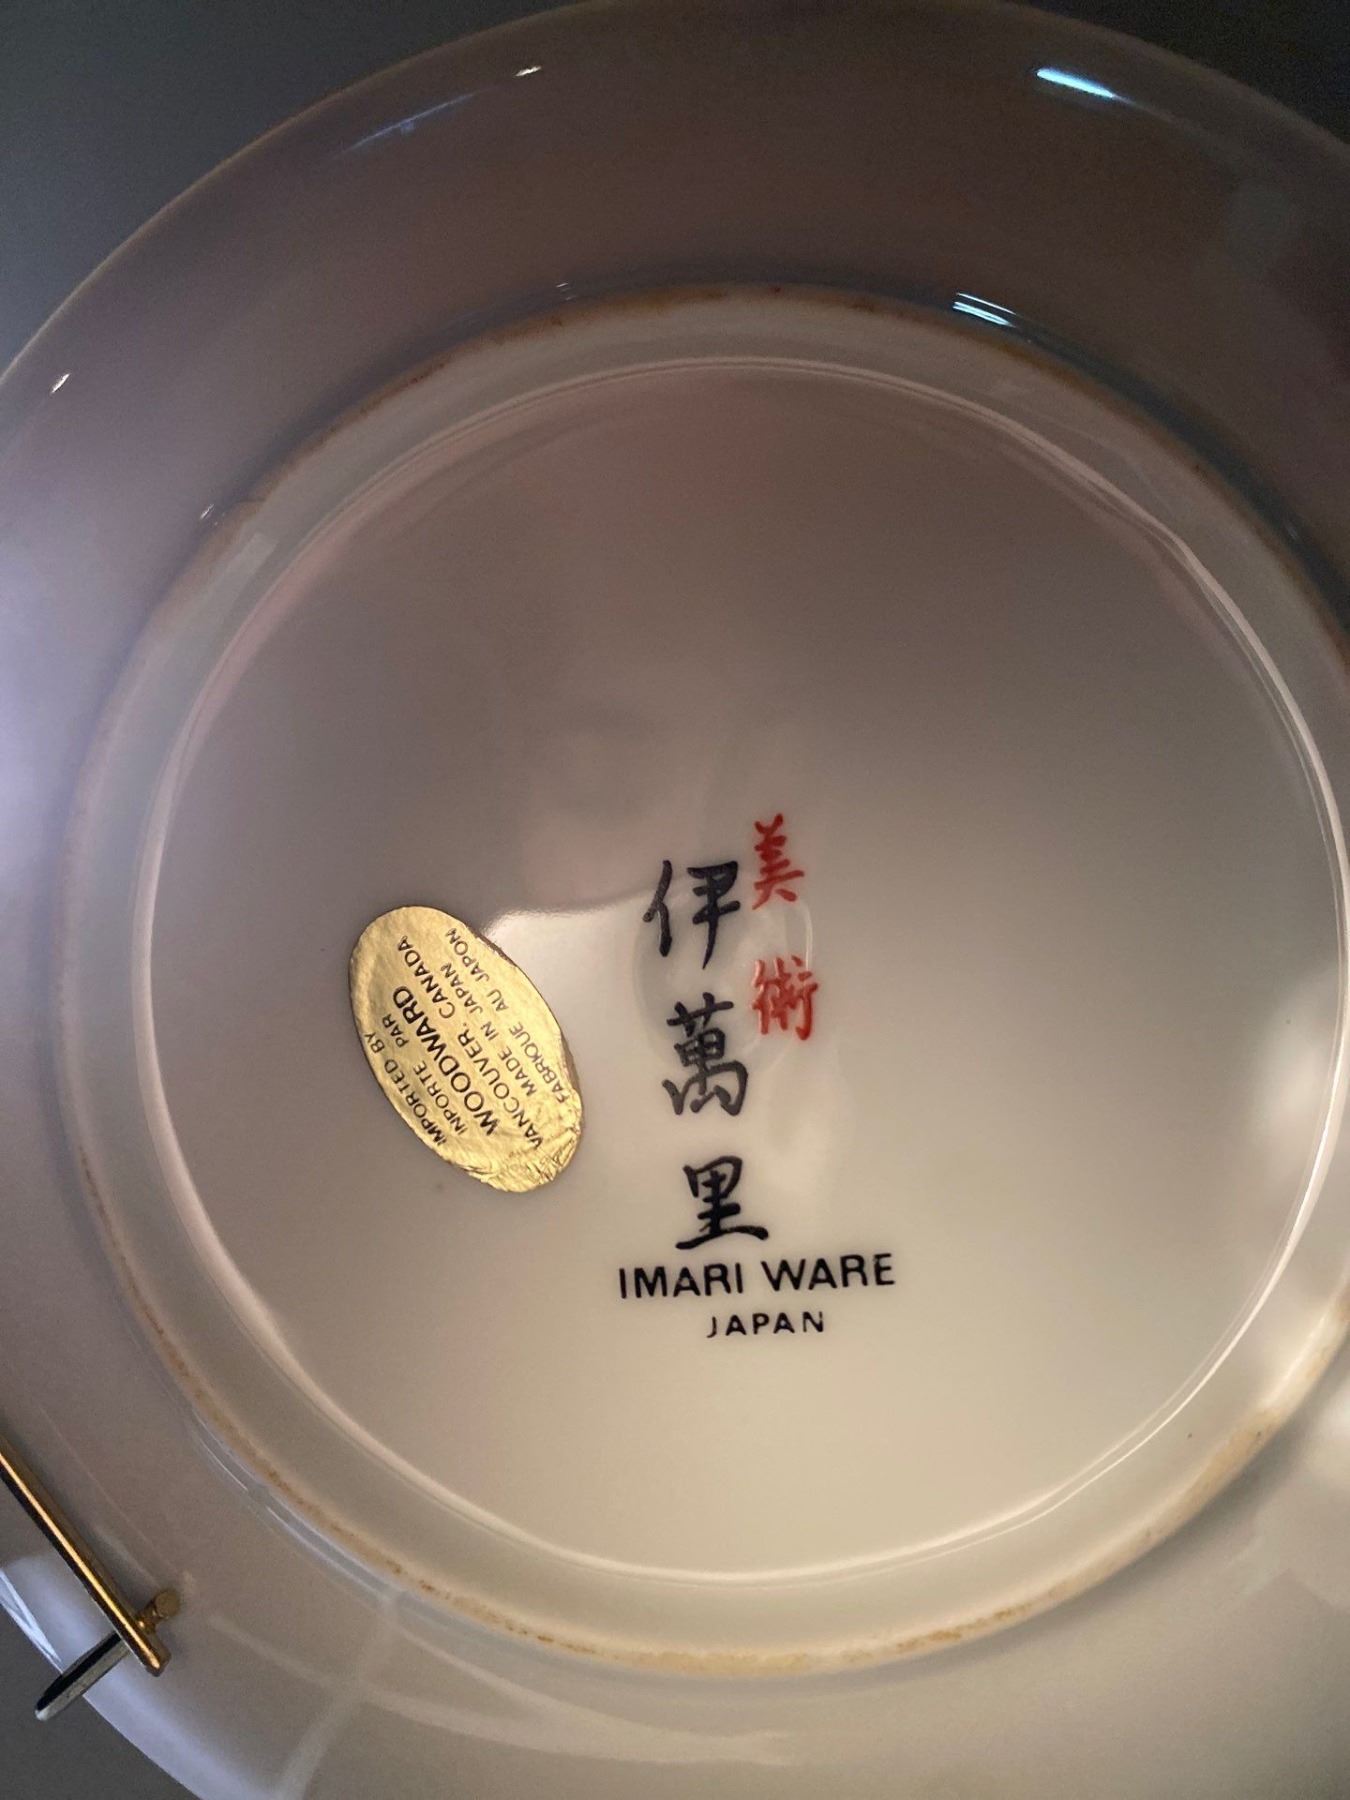 美術
伊萬里
IMARI WARE
JAPAN
IMPORTED BY
INPORTE PAR
WOODWARD
VANCOUVER, CANADA
MADE IN JAPAN
FABRIQUE AU JAPON